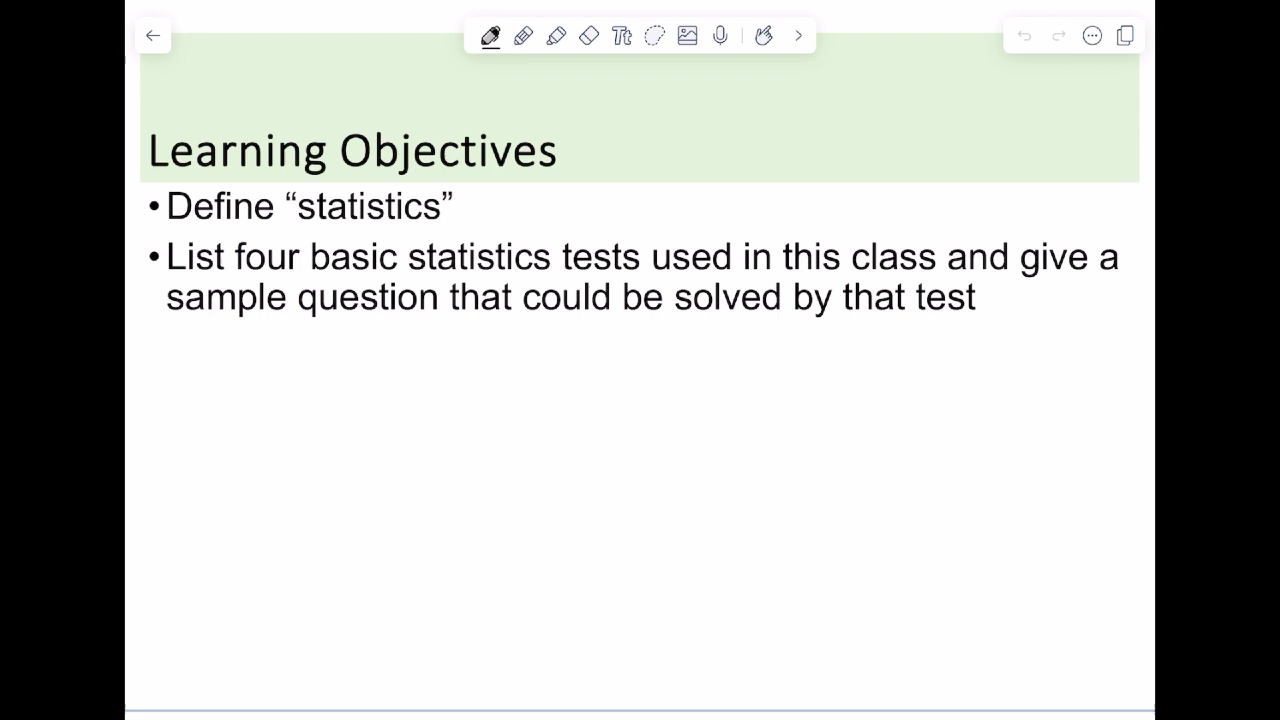 Tt
Learning Objectives
•Define “statistics”
•List four basic statistics tests used in this class and give a
sample question that could be solved by that test